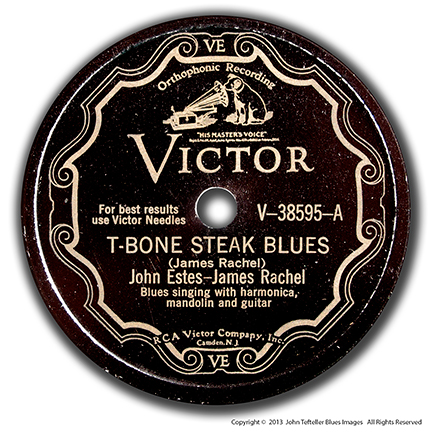 VE
Orthophonic Recording
"HIS MASTER'S VOICE"
VICTOR
For best results
use Victor Needles
V-38595-A
T-BONE STEAK BLUES
(James Rachel)
John Estes-James Rachel
Blues singing with harmonica,
mandolin and guitar
RCA Victor Company, Inc.
Camden, N. J.
VE
Copyright © 2013 John Tefteller Blues Images All Rights Reserved